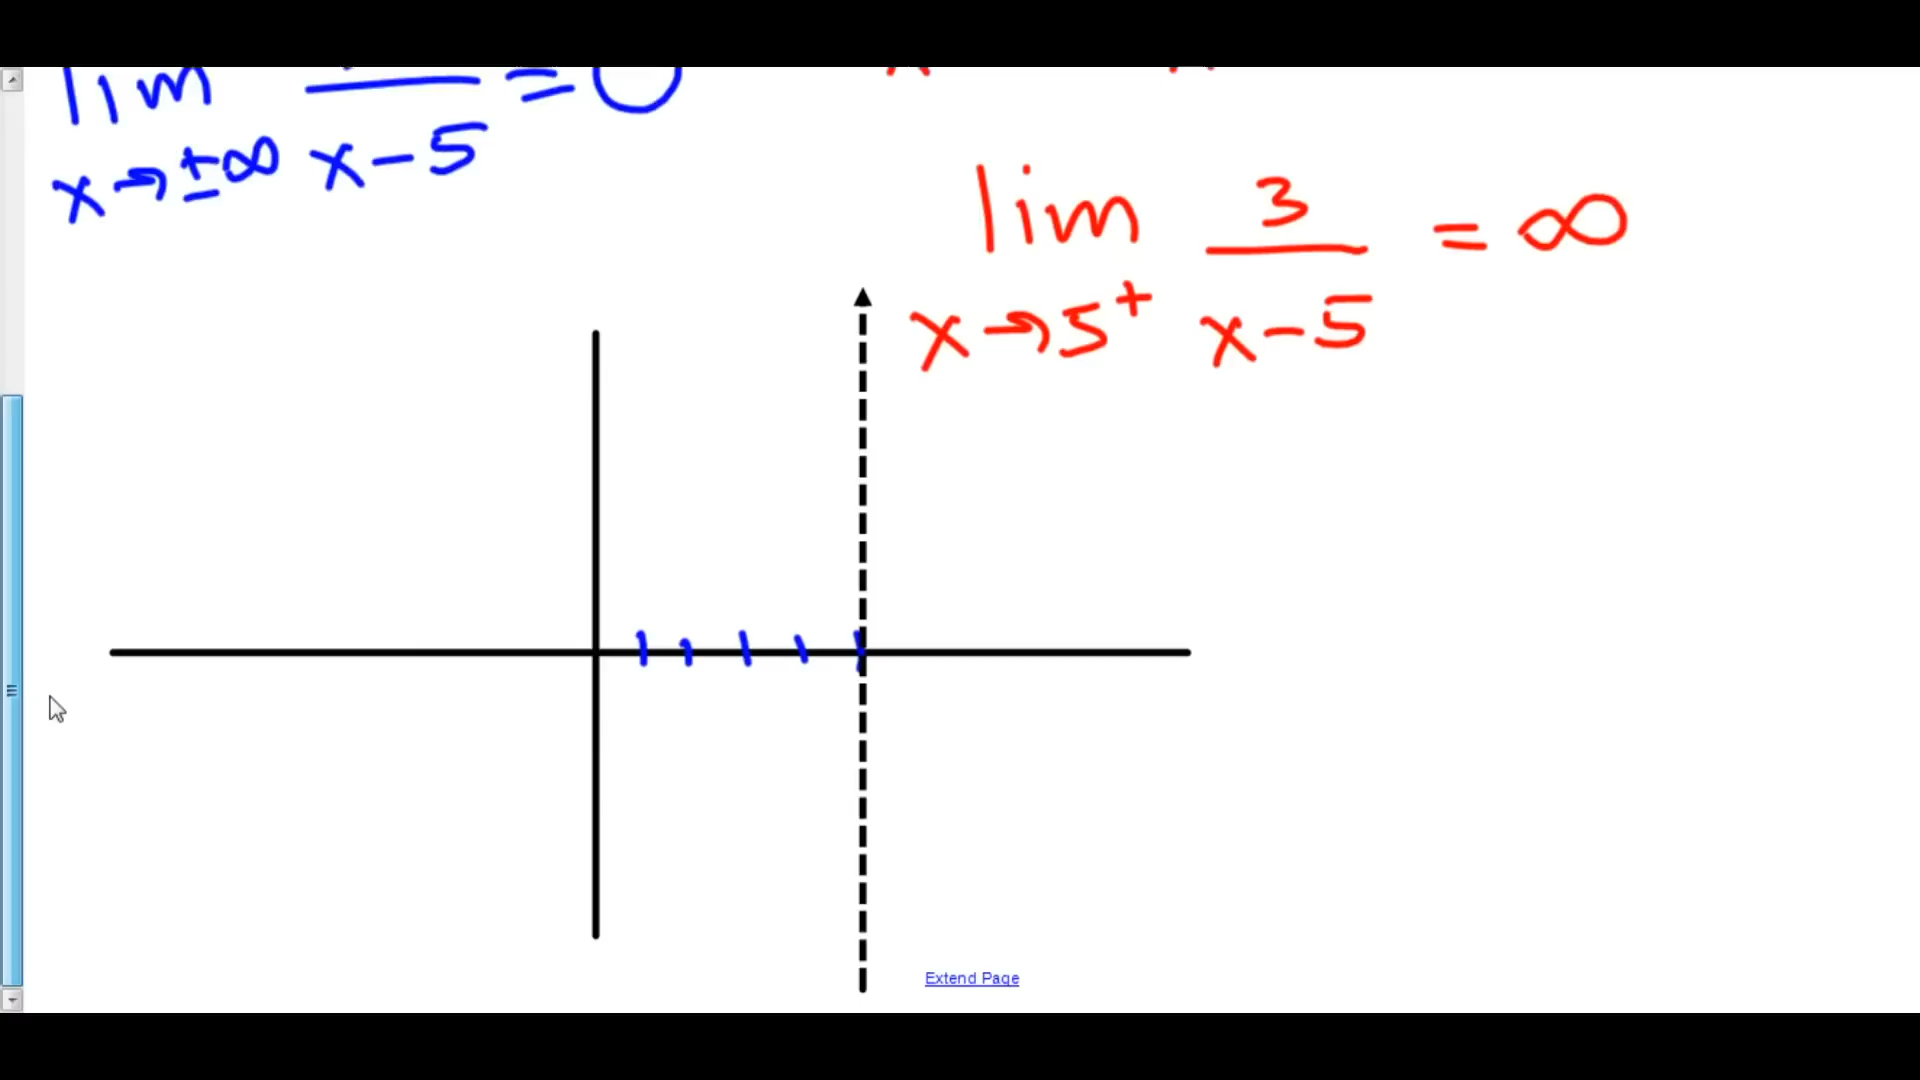 lim = 0
x→±∞ x-5
lim 3 = ∞
x→5⁺ x-5
Extend Page